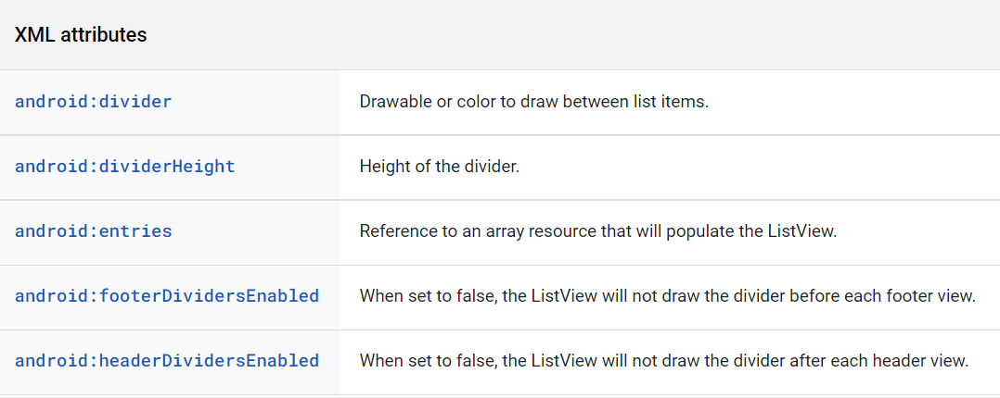 XML attributes
android:divider Drawable or color to draw between list items.
android:dividerHeight Height of the divider.
android:entries Reference to an array resource that will populate the ListView.
android:footerDividersEnabled When set to false, the ListView will not draw the divider before each footer view.
android:headerDividersEnabled When set to false, the ListView will not draw the divider after each header view.